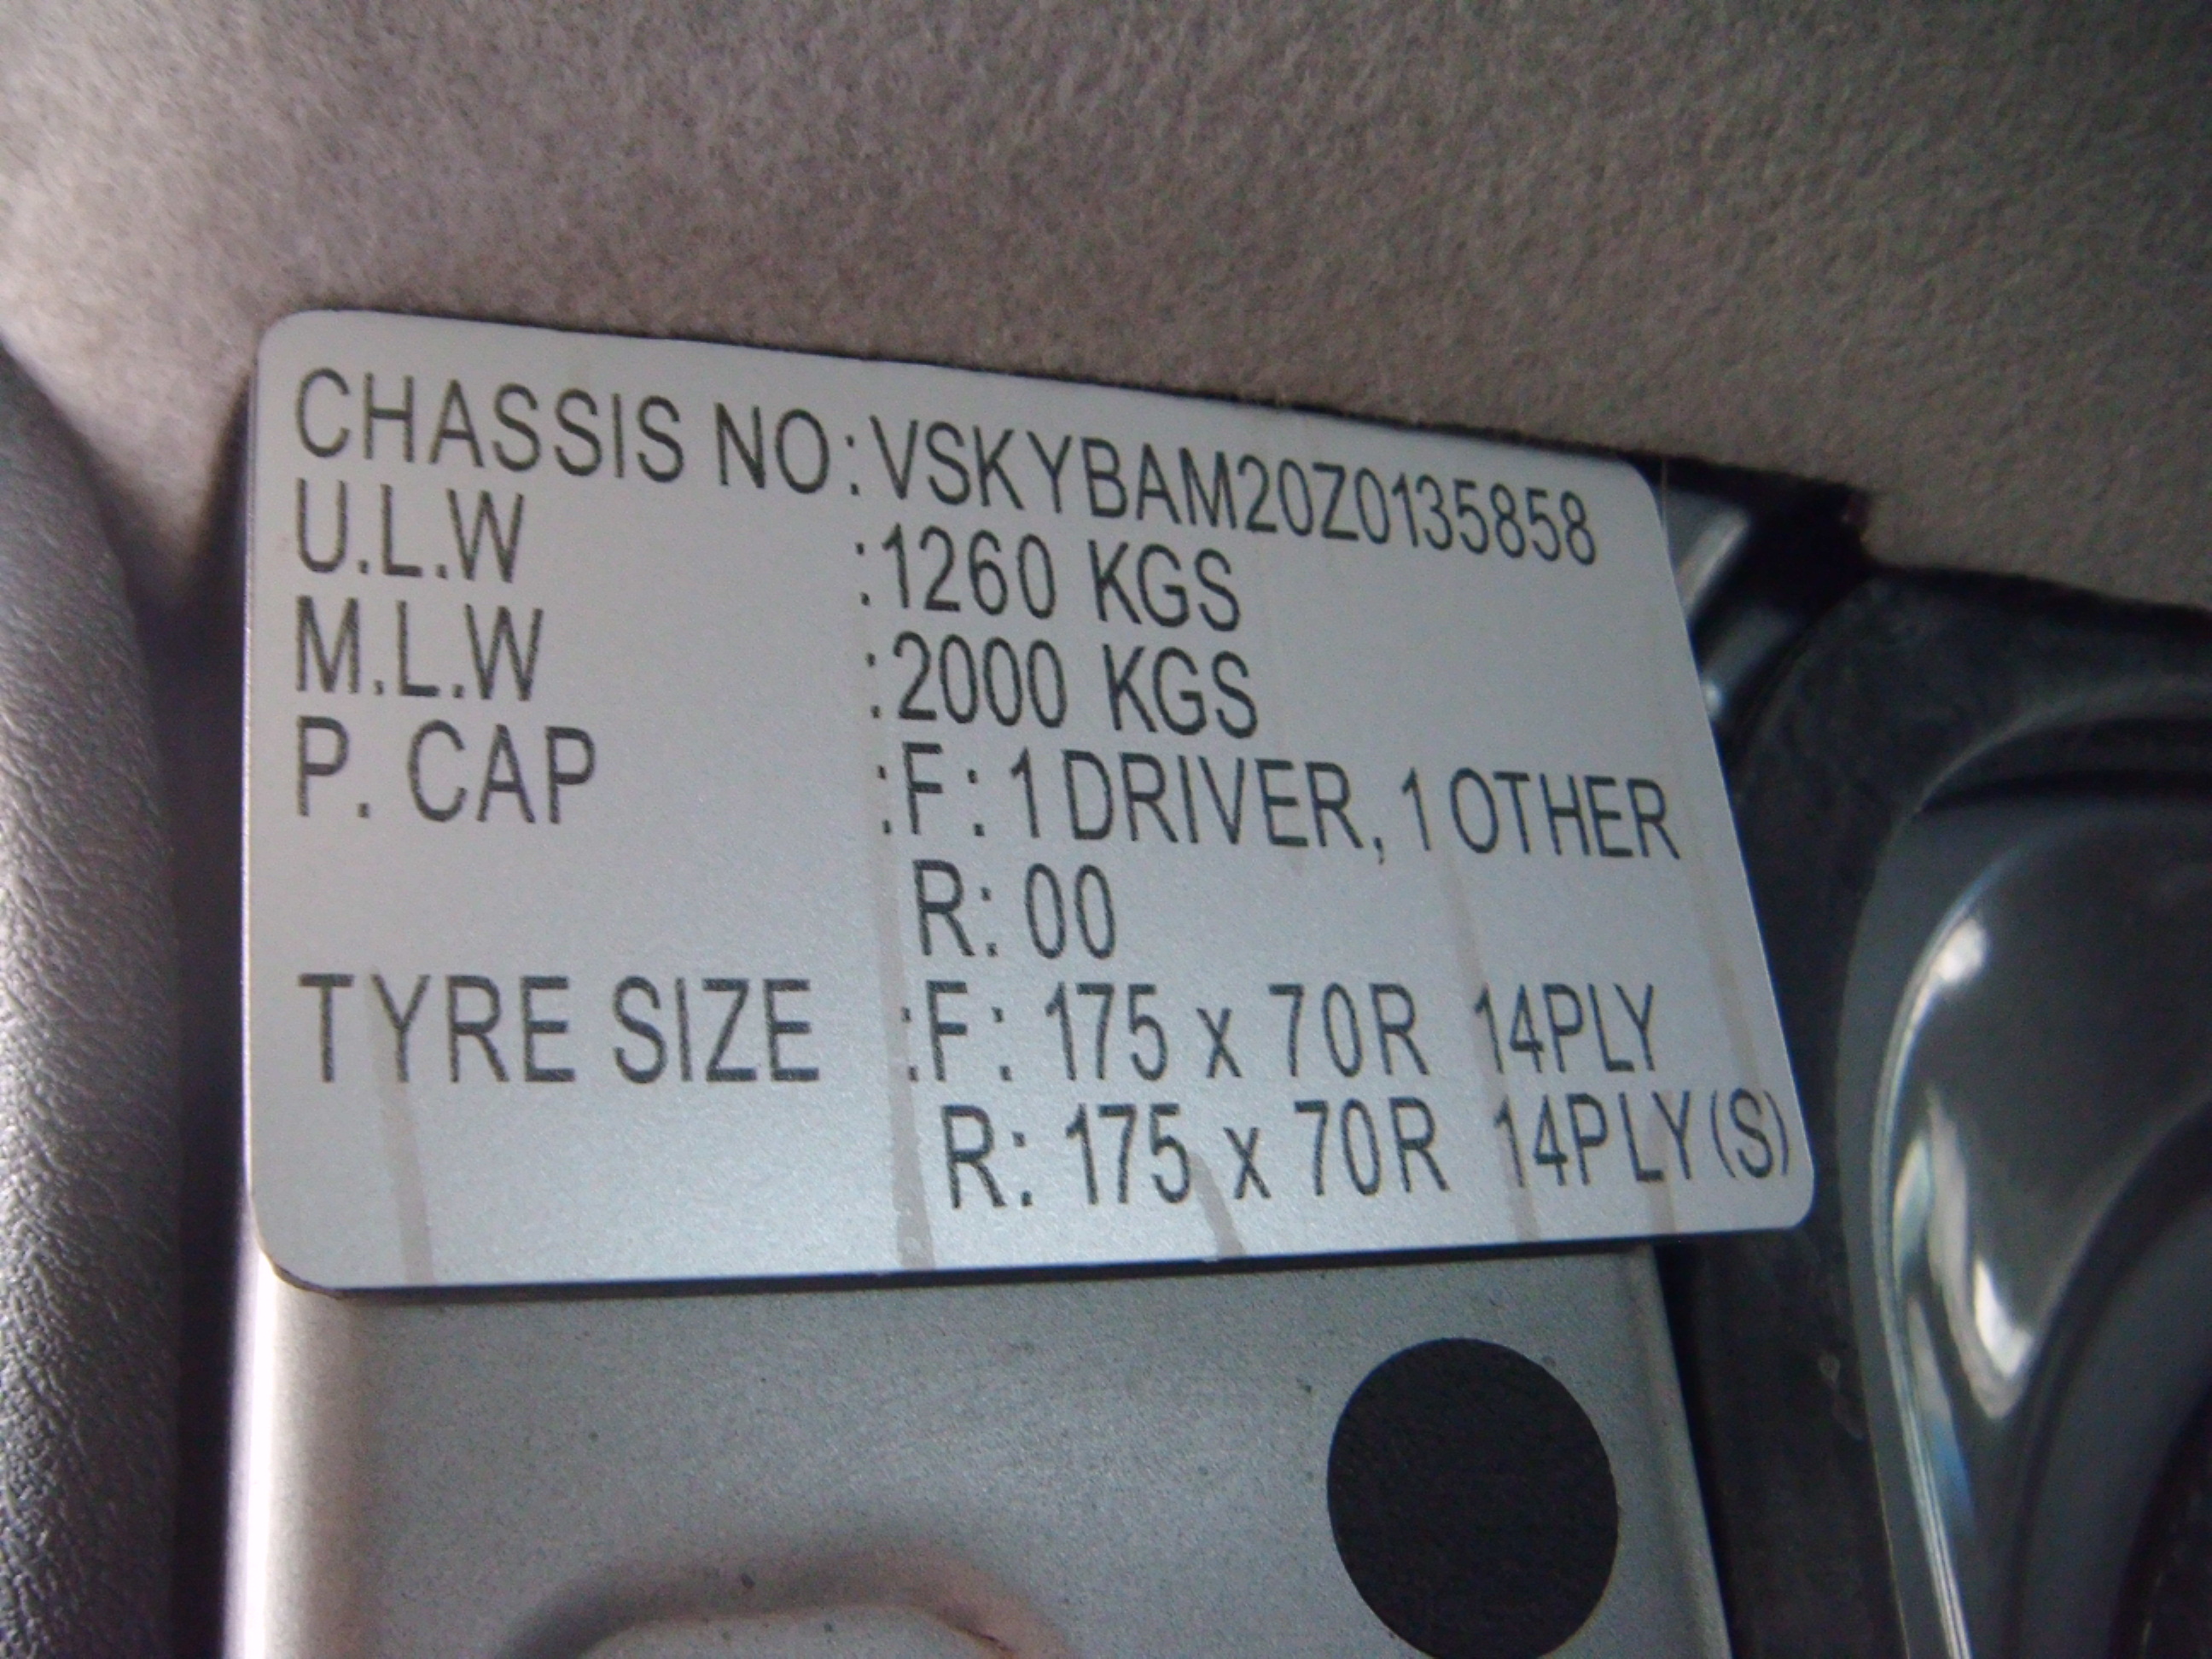 CHASSIS NO:VSKYBAM20Z0135858
U.L.W :1260 KGS
M.L.W :2000 KGS
P. CAP :F: 1 DRIVER, 1 OTHER
R: 00
TYRE SIZE :F: 175 x 70R 14PLY
R: 175 x 70R 14PLY(S)